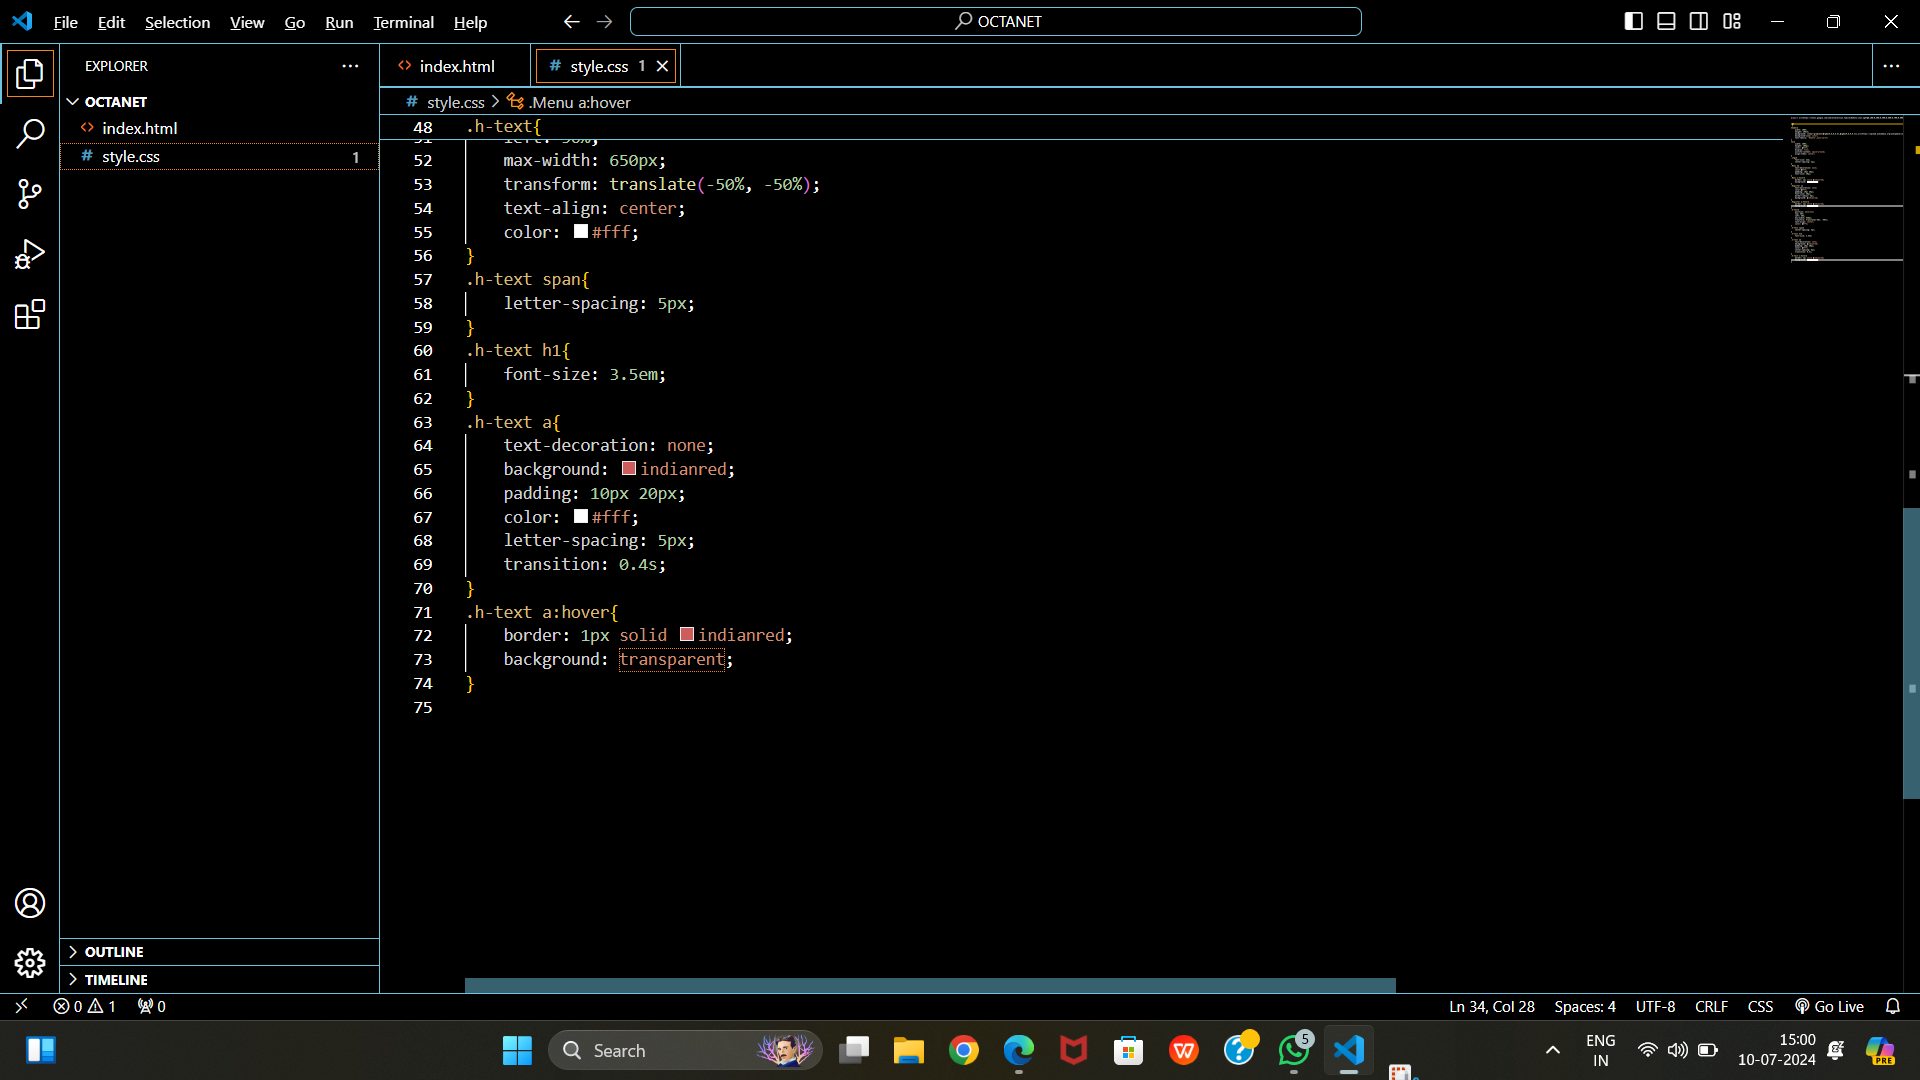 File Edit Selection View Go Run Terminal Help OCTANET
EXPLORER
OCTANET
index.html
style.css 1
OUTLINE
TIMELINE
index.html style.css 1
style.css .Menu a:hover
48 .h-text{
52 max-width: 650px;
53 transform: translate(-50%, -50%);
54 text-align: center;
55 color: #fff;
56 }
57 .h-text span{
58 letter-spacing: 5px;
59 }
60 .h-text h1{
61 font-size: 3.5em;
62 }
63 .h-text a{
64 text-decoration: none;
65 background: indianred;
66 padding: 10px 20px;
67 color: #fff;
68 letter-spacing: 5px;
69 transition: 0.4s;
70 }
71 .h-text a:hover{
72 border: 1px solid indianred;
73 background: transparent;
74 }
75
0 1 0 Ln 34, Col 28 Spaces: 4 UTF-8 CRLF CSS Go Live
Search 5 ENG
IN
15:00
10-07-2024
PRE